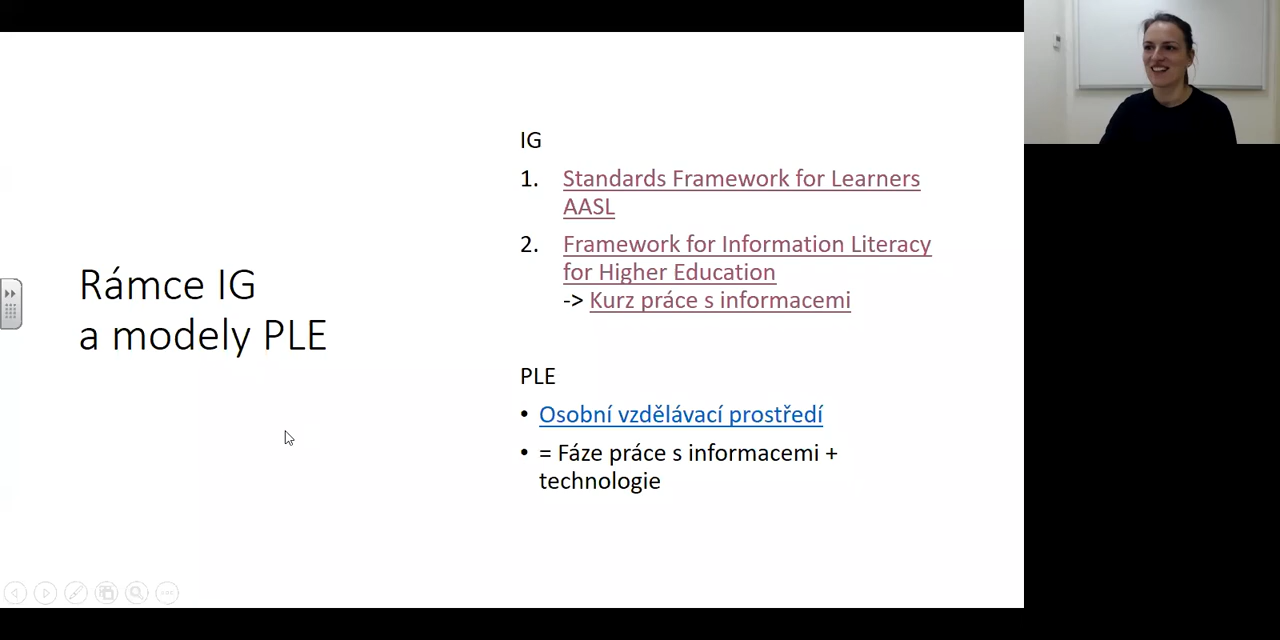 Rámce IG
a modely PLE
IG
1. Standards Framework for Learners
AASL
2. Framework for Information Literacy
for Higher Education
-> Kurz práce s informacemi
PLE
• Osobní vzdělávací prostředí
• = Fáze práce s informacemi +
technologie